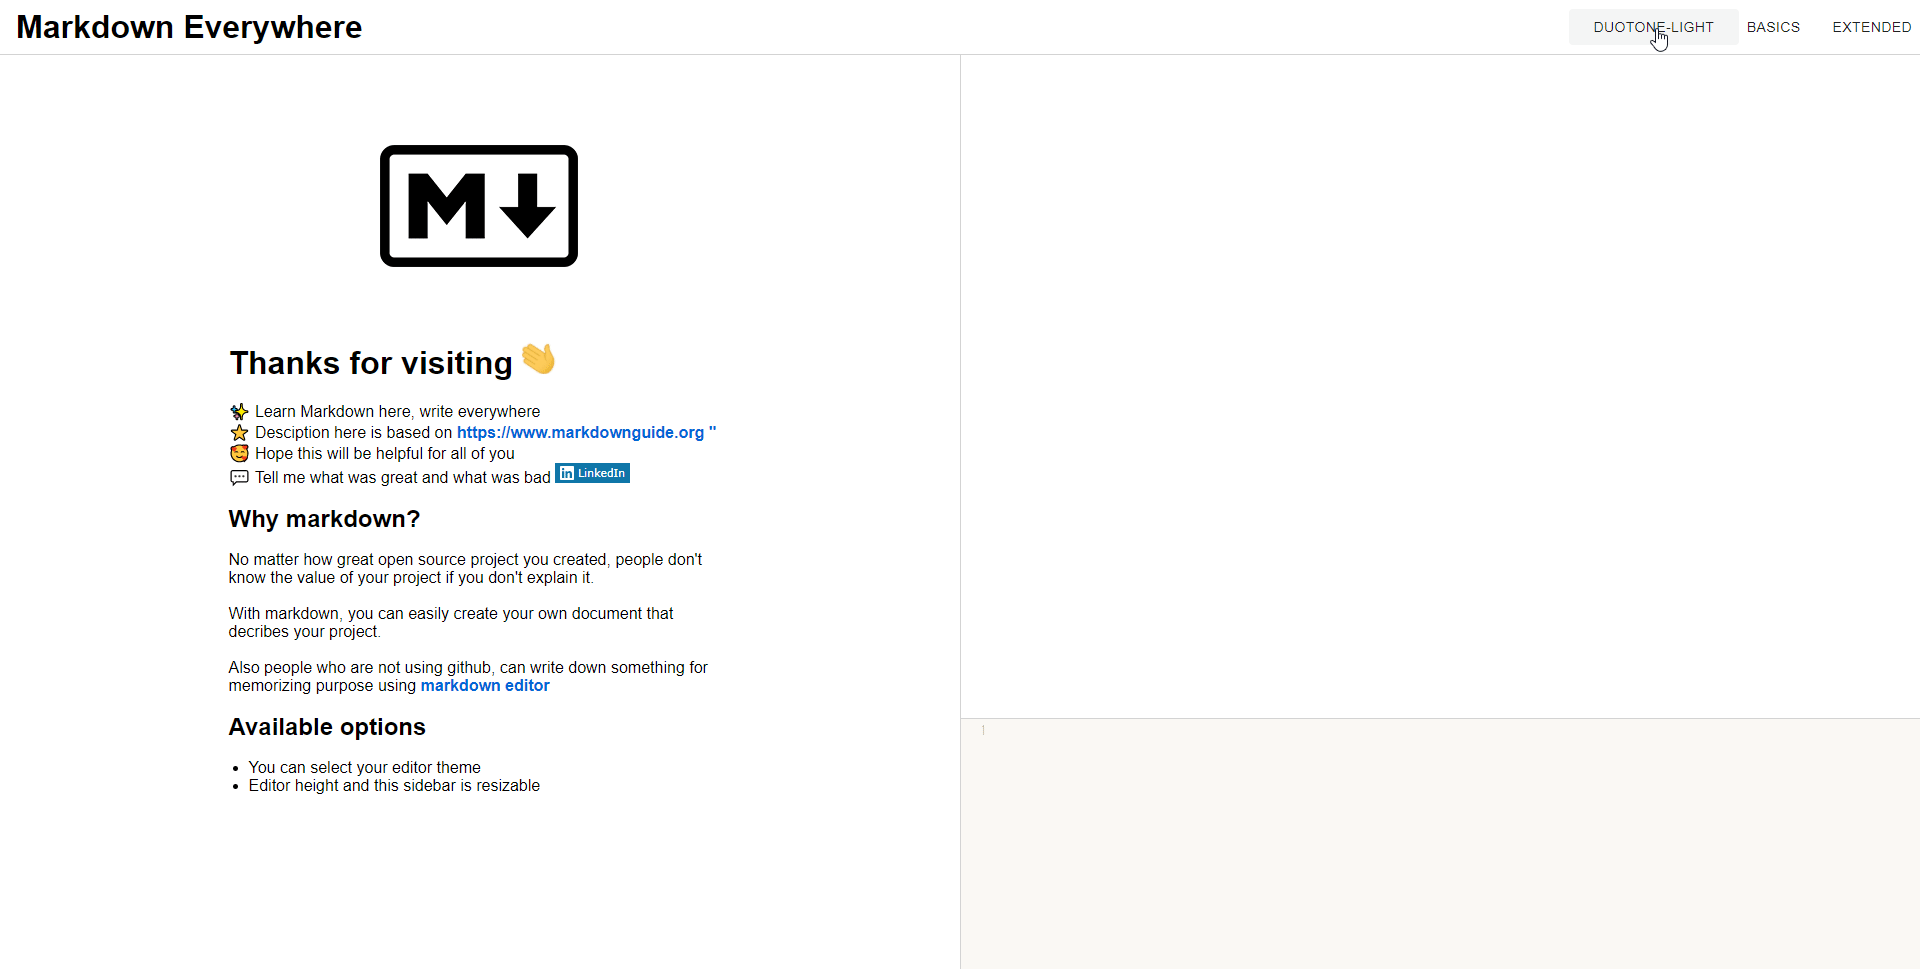 Markdown Everywhere
DUOTONE-LIGHT BASICS EXTENDED
M
Thanks for visiting 👏
✨ Learn Markdown here, write everywhere
⭐ Desciption here is based on https://www.markdownguide.org "
🥰 Hope this will be helpful for all of you
💬 Tell me what was great and what was bad in LinkedIn
Why markdown?
No matter how great open source project you created, people don't
know the value of your project if you don't explain it.
With markdown, you can easily create your own document that
decribes your project.
Also people who are not using github, can write down something for
memorizing purpose using markdown editor
Available options
• You can select your editor theme
• Editor height and this sidebar is resizable
1